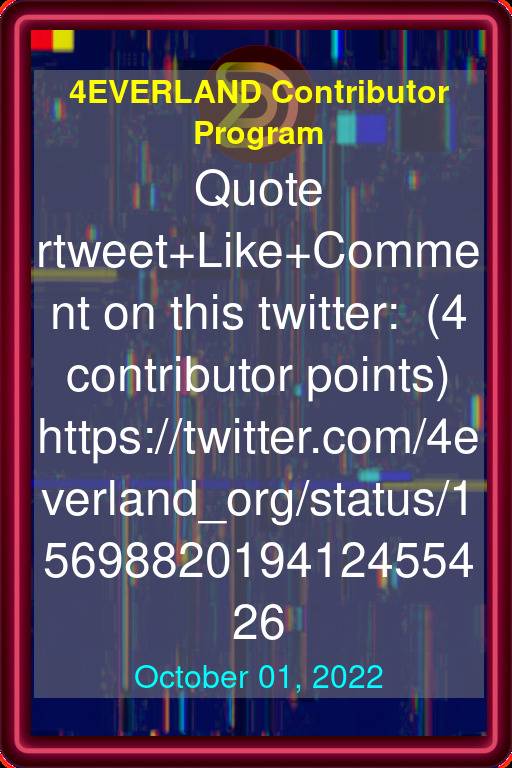 4EVERLAND Contributor
Program
Quote
rtweet+Like+Comme
nt on this twitter:  (4
contributor points)
https://twitter.com/4e
verland_org/status/1
5698820194124554
26
October 01, 2022